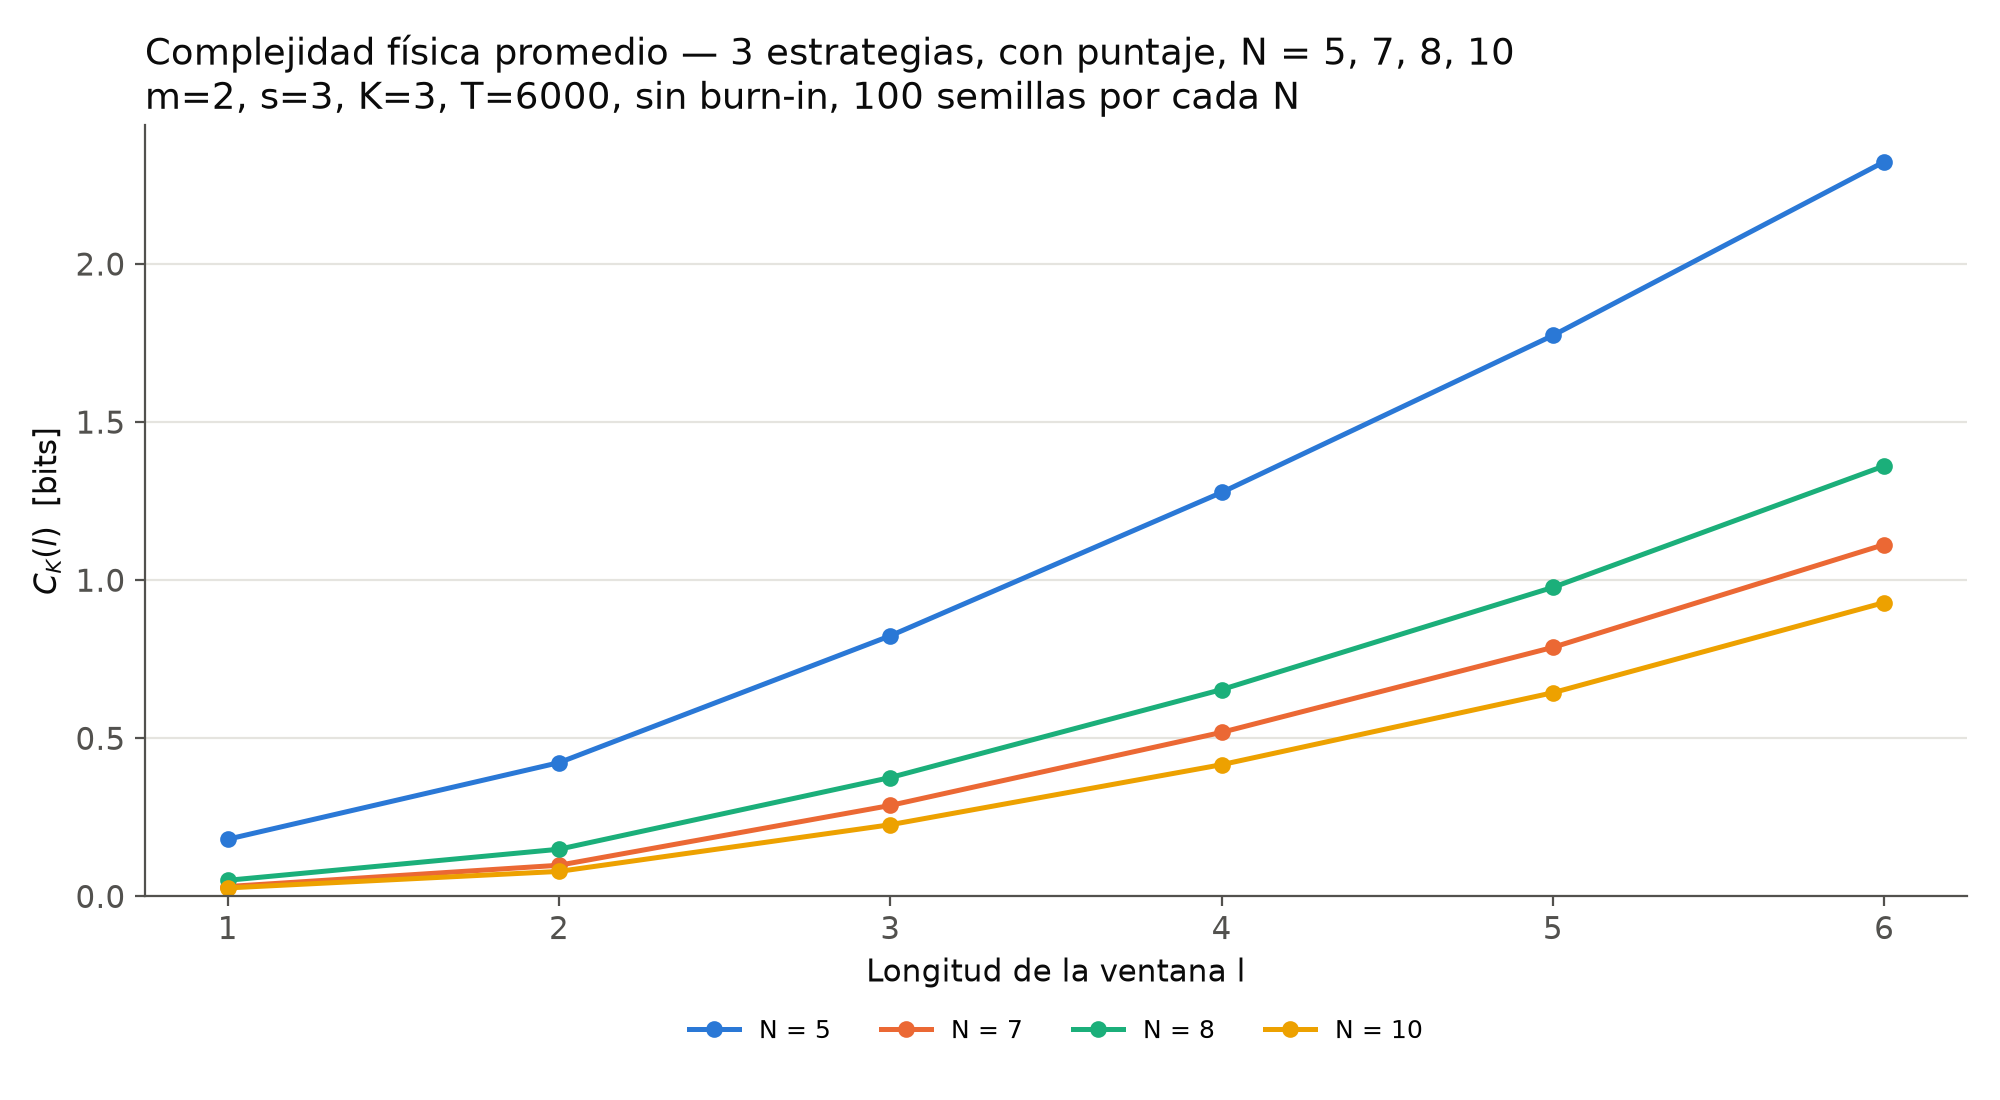 Complejidad física promedio — 3 estrategias, con puntaje, N = 5, 7, 8, 10
m=2, s=3, K=3, T=6000, sin burn-in, 100 semillas por cada N
C_K(l) [bits]
2.0
1.5
1.0
0.5
0.0
1 2 3 4 5 6
Longitud de la ventana l
N = 5 N = 7 N = 8 N = 10